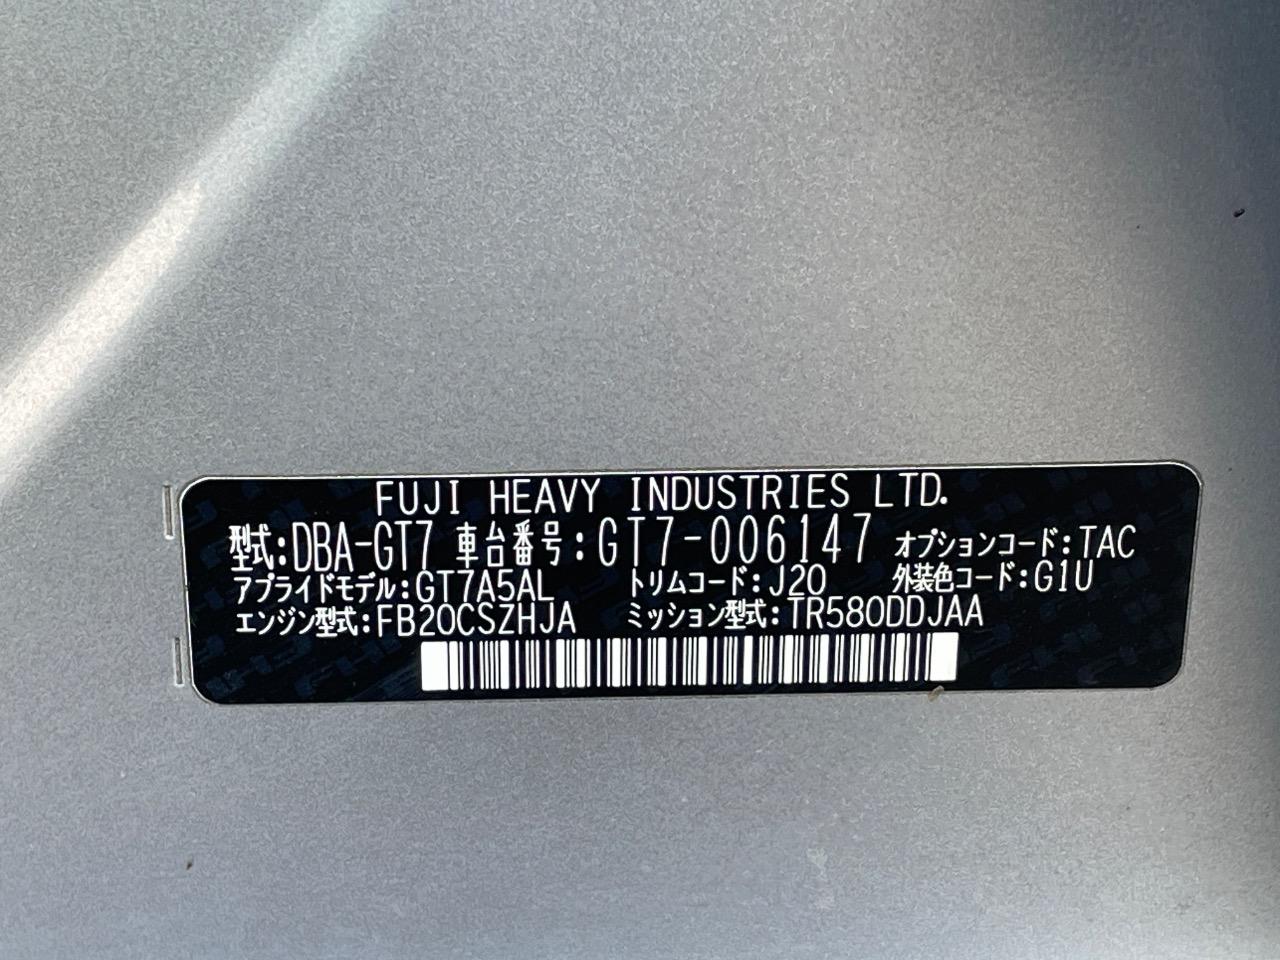 FUJI HEAVY INDUSTRIES LTD.
型式:DBA-GT7 車台番号:GT7-006147 オプションコード:TAC
アプライドモデル:GT7A5AL トリムコード:J20 外装色コード:G1U
エンジン型式:FB20CSZHJA ミッション型式:TR580DDJAA